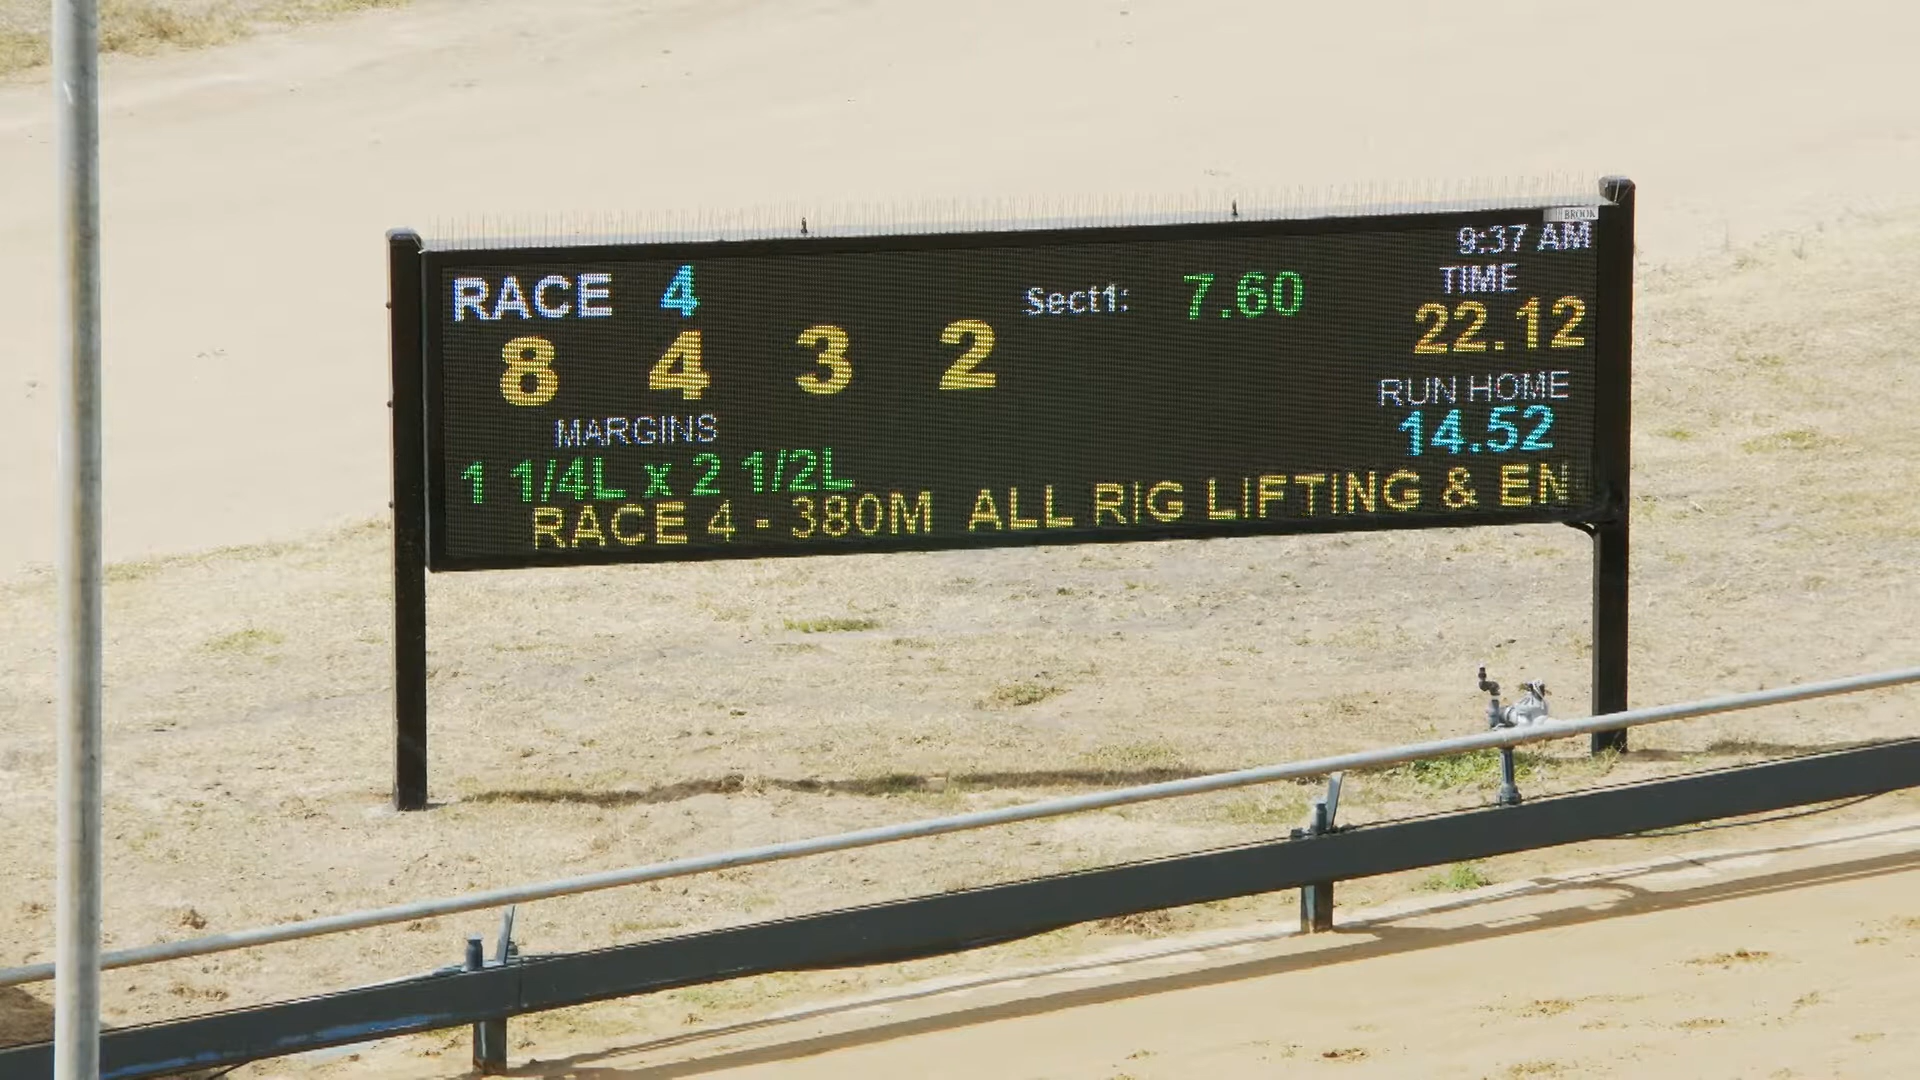 BROOK
9:37 AM
RACE 4 Sect1: 7.60 TIME
8 4 3 2 22.12
MARGINS RUN HOME
1 1/4L x 2 1/2L 14.52
RACE 4 - 380M ALL RIG LIFTING & EN